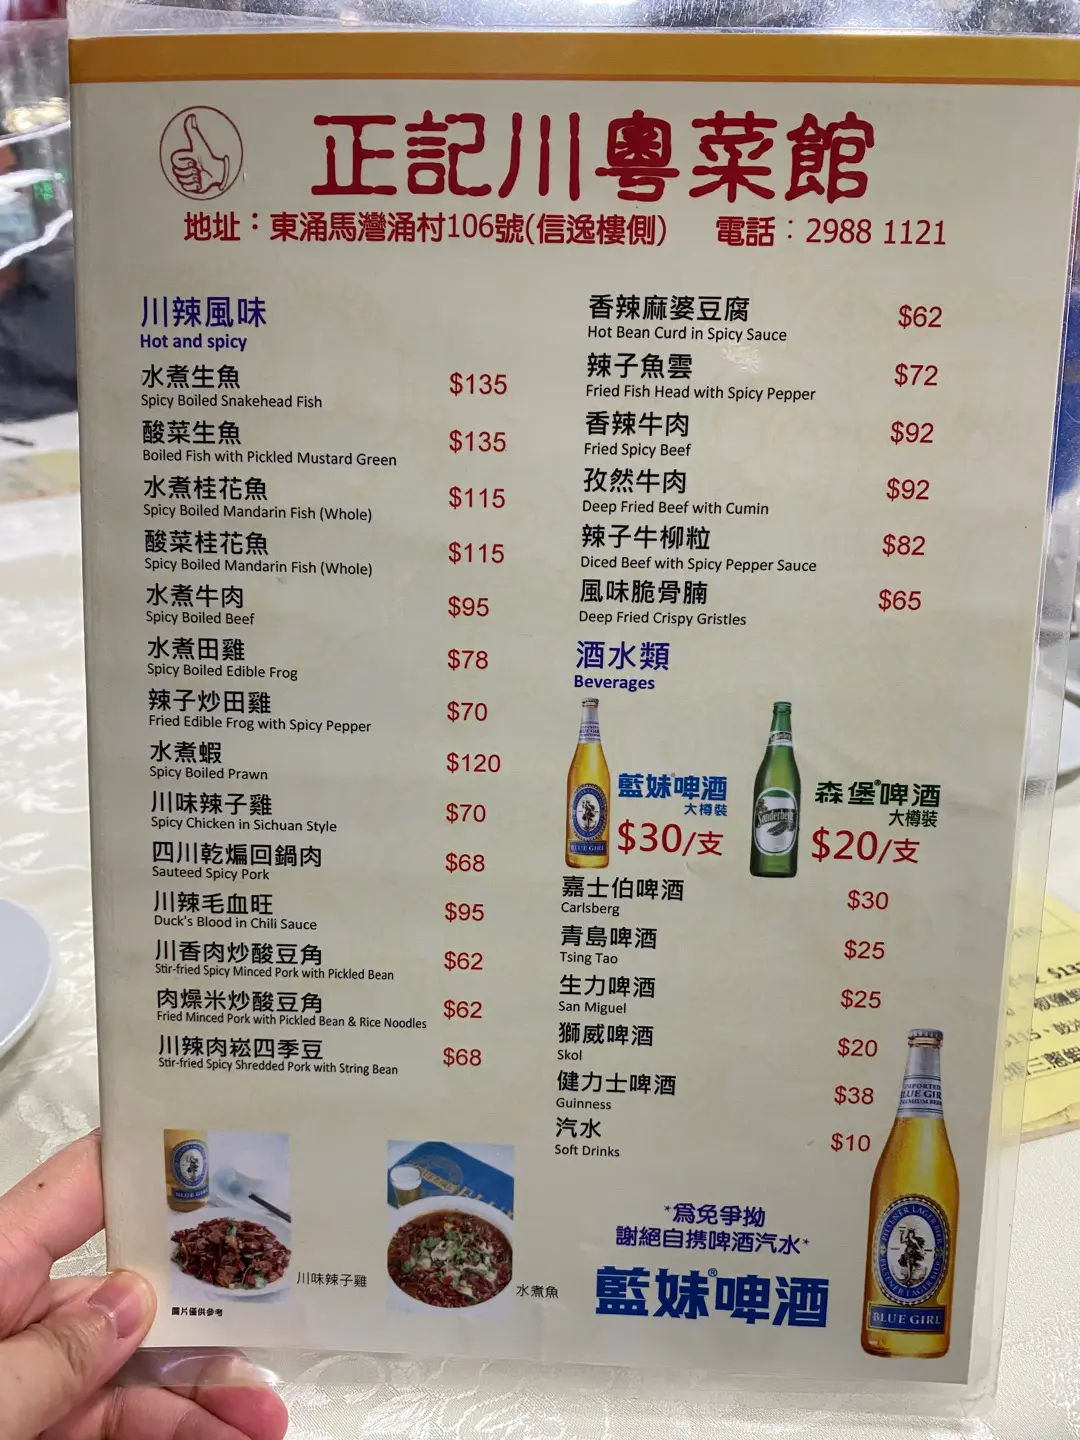 正記川粵菜館
地址：東涌馬灣涌村106號(信逸樓側) 電話：2988 1121
川辣風味
Hot and spicy
水煮生魚 $135
Spicy Boiled Snakehead Fish
酸菜生魚 $135
Boiled Fish with Pickled Mustard Green
水煮桂花魚 $115
Spicy Boiled Mandarin Fish (Whole)
酸菜桂花魚 $115
Spicy Boiled Mandarin Fish (Whole)
水煮牛肉 $95
Spicy Boiled Beef
水煮田雞 $78
Spicy Boiled Edible Frog
辣子炒田雞 $70
Fried Edible Frog with Spicy Pepper
水煮蝦 $120
Spicy Boiled Prawn
川味辣子雞 $70
Spicy Chicken in Sichuan Style
四川乾煸回鍋肉 $68
Sauteed Spicy Pork
川辣毛血旺 $95
Duck's Blood in Chili Sauce
川香肉炒酸豆角 $62
Stir-fried Spicy Minced Pork with Pickled Bean
肉燥米炒酸豆角 $62
Fried Minced Pork with Pickled Bean & Rice Noodles
川辣肉崧四季豆 $68
Stir-fried Spicy Shredded Pork with String Bean
川味辣子雞
水煮魚
圖片僅供參考
香辣麻婆豆腐 $62
Hot Bean Curd in Spicy Sauce
辣子魚雲 $72
Fried Fish Head with Spicy Pepper
香辣牛肉 $92
Fried Spicy Beef
孜然牛肉 $92
Deep Fried Beef with Cumin
辣子牛柳粒 $82
Diced Beef with Spicy Pepper Sauce
風味脆骨腩 $65
Deep Fried Crispy Gristles
酒水類
Beverages
藍妹®啤酒
大樽裝
$30/支
BLUE GIRL
森堡®啤酒
大樽裝
$20/支
Sanderberg
嘉士伯啤酒 $30
Carlsberg
青島啤酒 $25
Tsing Tao
生力啤酒 $25
San Miguel
獅威啤酒 $20
Skol
健力士啤酒 $38
Guinness
汽水 $10
Soft Drinks
*為免爭拗
謝絕自携啤酒汽水*
藍妹®啤酒
IMPORTED
BLUE GIRL
PREMIUM BEER
PILSENER LAGER BEER
BLUE GIRL